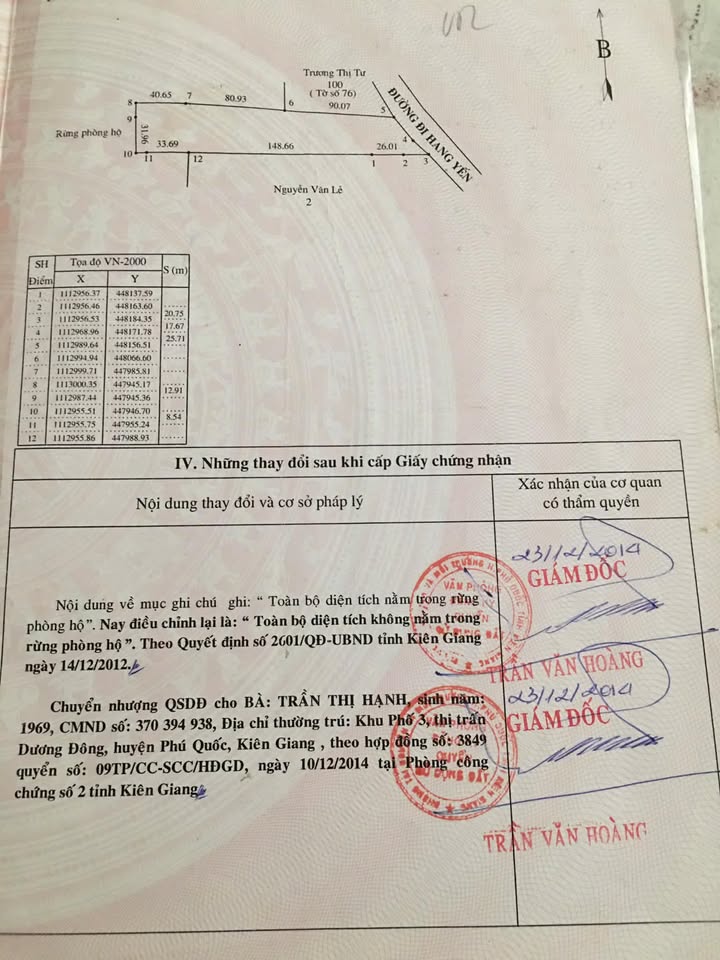 B
Trương Thị Tư
100
( Tờ số 76)
40.65 7 80.93 6 90.07 5
ĐƯỜNG ĐI HANG YẾN
8
9
Rừng phòng hộ
31.96
4
10 11 33.69 12 148.66 1 26.01 2 3
Nguyễn Văn Lẻ
2
SH Điểm Tọa độ VN-2000 S (m)
X Y
1 1112956.37 448137.59
2 1112956.46 448163.60
20.75
3 1112956.53 448184.35
17.67
4 1112968.96 448171.78
25.71
5 1112989.64 448156.51
6 1112994.94 448066.60
7 1112999.71 447985.81
8 1113000.35 447945.17
12.91
9 1112987.44 447945.36
10 1112955.51 447946.70
8.54
11 1112955.75 447955.24
12 1112955.86 447988.93
IV. Những thay đổi sau khi cấp Giấy chứng nhận
Nội dung thay đổi và cơ sở pháp lý
Xác nhận của cơ quan
có thẩm quyền
Nội dung về mục ghi chú ghi: “ Toàn bộ diện tích nằm trong rừng
phòng hộ”. Nay điều chỉnh lại là: “ Toàn bộ diện tích không nằm trong
rừng phòng hộ”. Theo Quyết định số 2601/QĐ-UBND tỉnh Kiên Giang
ngày 14/12/2012.
23/12/2014
GIÁM ĐỐC
TRẦN VĂN HOÀNG
Chuyển nhượng QSDĐ cho BÀ: TRẦN THỊ HẠNH, sinh năm:
1969, CMND số: 370 394 938, Địa chỉ thường trú: Khu Phố 3, thị trấn
Dương Đông, huyện Phú Quốc, Kiên Giang , theo hợp đồng số: 3849
quyển số: 09TP/CC-SCC/HĐGD, ngày 10/12/2014 tại Phòng công
chứng số 2 tỉnh Kiên Giang
23/12/2014
GIÁM ĐỐC
TRẦN VĂN HOÀNG